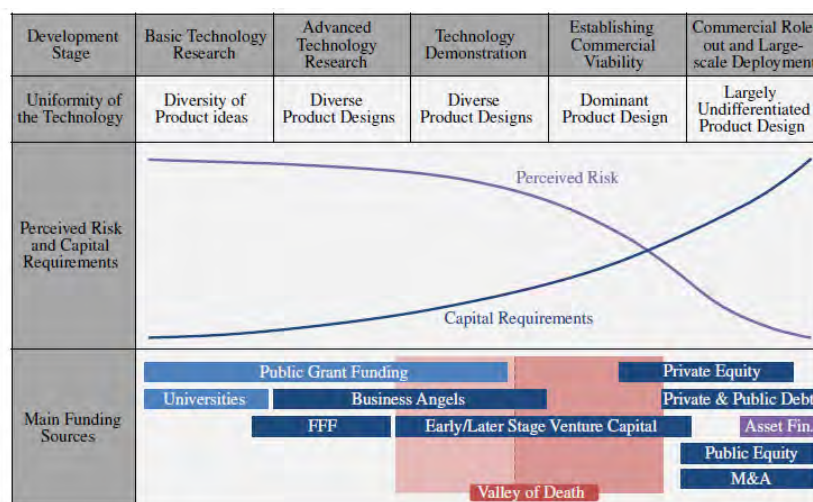 Development
Stage
Basic Technology
Research
Advanced
Technology
Research
Technology
Demonstration
Establishing
Commercial
Viability
Commercial Role
out and Large-
scale Deployment
Uniformity of
the Technology
Diversity of
Product ideas
Diverse
Product Designs
Diverse
Product Designs
Dominant
Product Design
Largely
Undifferentiated
Product Design
Perceived Risk
and Capital
Requirements
Perceived Risk
Capital Requirements
Main Funding
Sources
Public Grant Funding
Private Equity
Universities
Business Angels
Private & Public Debt
FFF
Early/Later Stage Venture Capital
Asset Fin.
Public Equity
M&A
Valley of Death